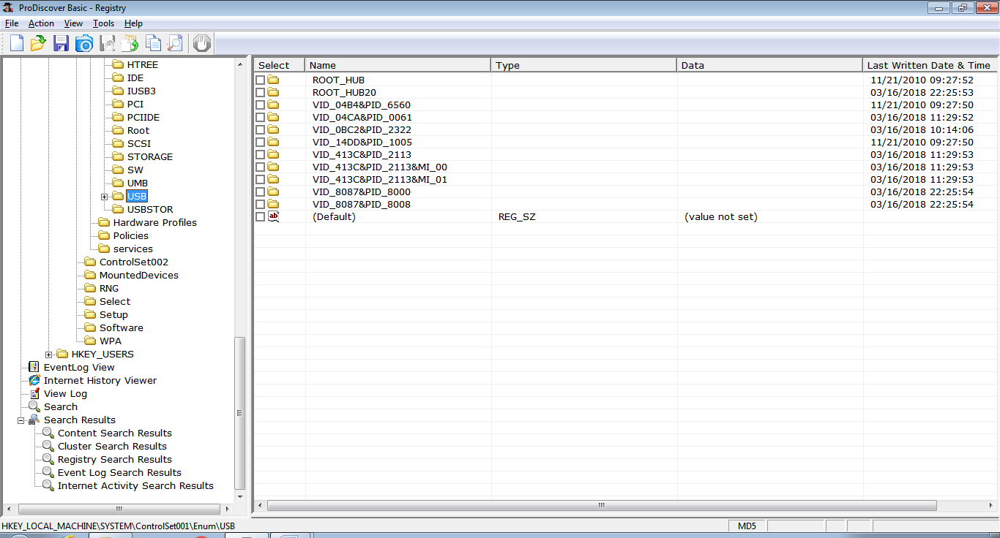 ProDiscover Basic - Registry
File Action View Tools Help
HTREE
IDE
IUSB3
PCI
PCIIDE
Root
SCSI
STORAGE
SW
UMB
USB
USBSTOR
Hardware Profiles
Policies
services
ControlSet002
MountedDevices
RNG
Select
Setup
Software
WPA
HKEY_USERS
EventLog View
Internet History Viewer
View Log
Search
Search Results
Content Search Results
Cluster Search Results
Registry Search Results
Event Log Search Results
Internet Activity Search Results
Select Name Type Data Last Written Date & Time
ROOT_HUB 11/21/2010 09:27:52
ROOT_HUB20 03/16/2018 22:25:53
VID_04B4&PID_6560 11/21/2010 09:27:50
VID_04CA&PID_0061 03/16/2018 11:29:52
VID_0BC2&PID_2322 03/16/2018 10:14:06
VID_14DD&PID_1005 11/21/2010 09:27:50
VID_413C&PID_2113 03/16/2018 11:29:53
VID_413C&PID_2113&MI_00 03/16/2018 11:29:53
VID_413C&PID_2113&MI_01 03/16/2018 11:29:53
VID_8087&PID_8000 03/16/2018 22:25:54
VID_8087&PID_8008 03/16/2018 22:25:54
ab (Default) REG_SZ (value not set)
HKEY_LOCAL_MACHINE\SYSTEM\ControlSet001\Enum\USB MD5